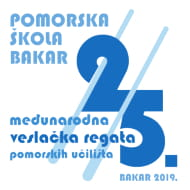 POMORSKA
ŠKOLA
BAKAR
25.
međunarodna
veslačka regata
pomorskih učilišta
BAKAR 2019.